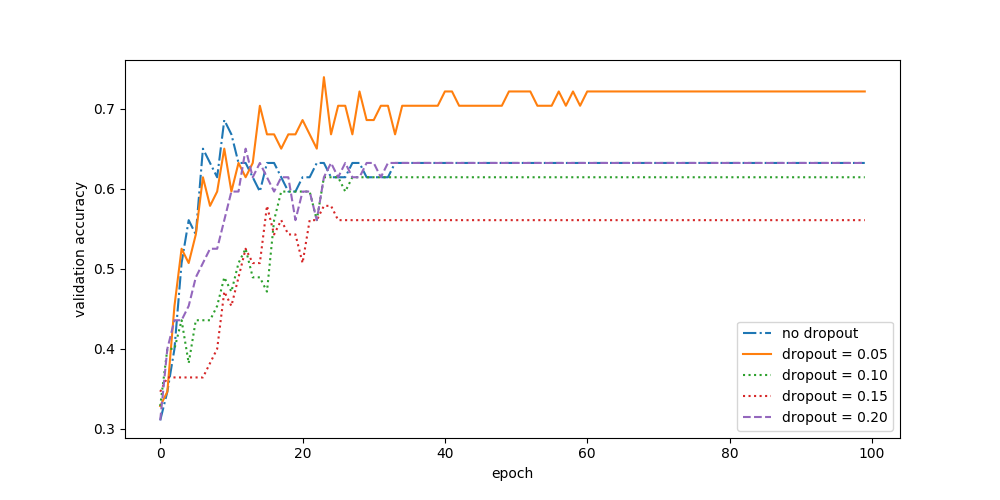 0.7
0.6
0.5
0.4
0.3
validation accuracy
no dropout
dropout = 0.05
dropout = 0.10
dropout = 0.15
dropout = 0.20
0 20 40 60 80 100
epoch